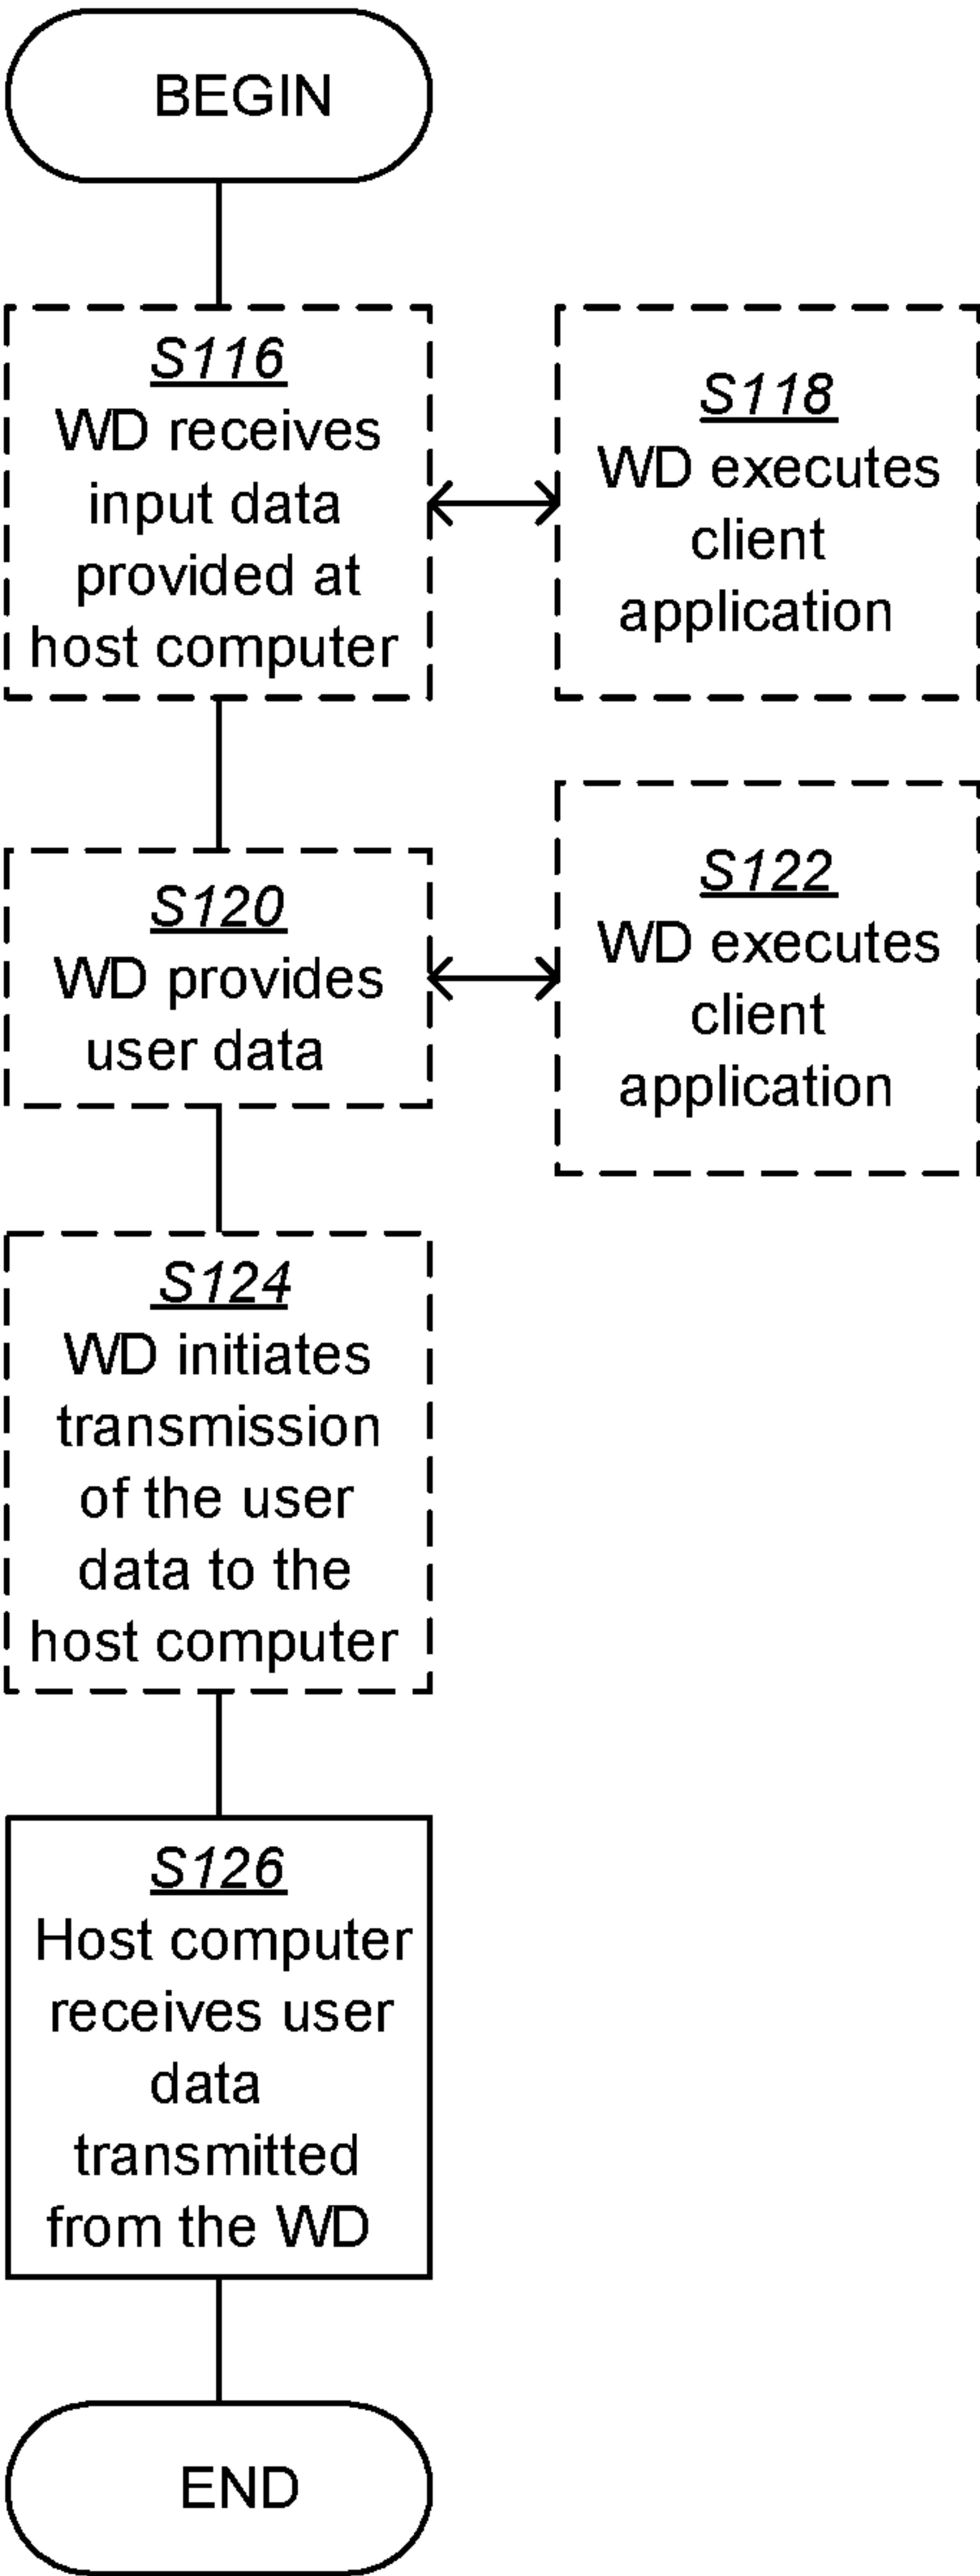 BEGIN
S116
WD receives
input data
provided at
host computer
S118
WD executes
client
application
S120
WD provides
user data
S122
WD executes
client
application
S124
WD initiates
transmission
of the user
data to the
host computer
S126
Host computer
receives user
data
transmitted
from the WD
END